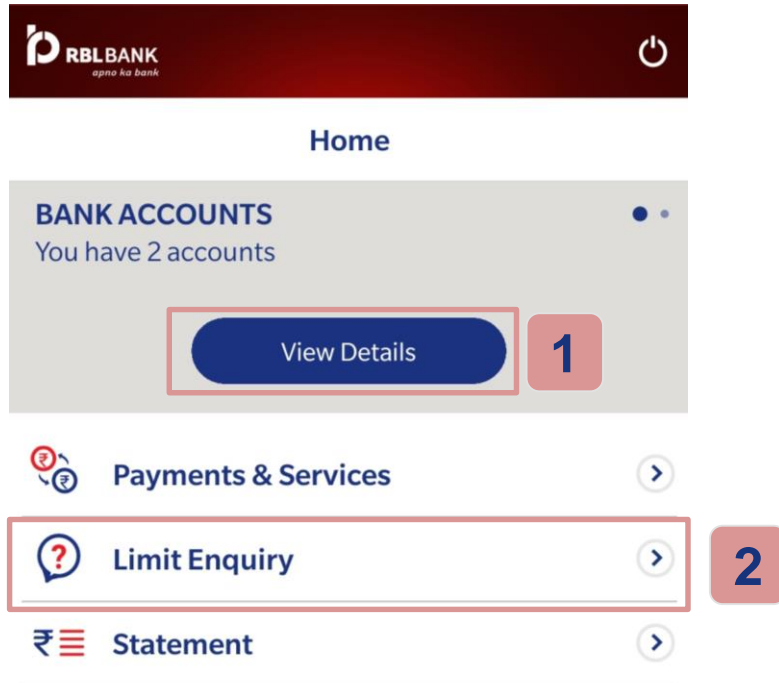 RBLBANK
apno ka bank
Home
BANK ACCOUNTS
You have 2 accounts
View Details
1
₹
₹
Payments & Services
?
Limit Enquiry
2
₹
Statement